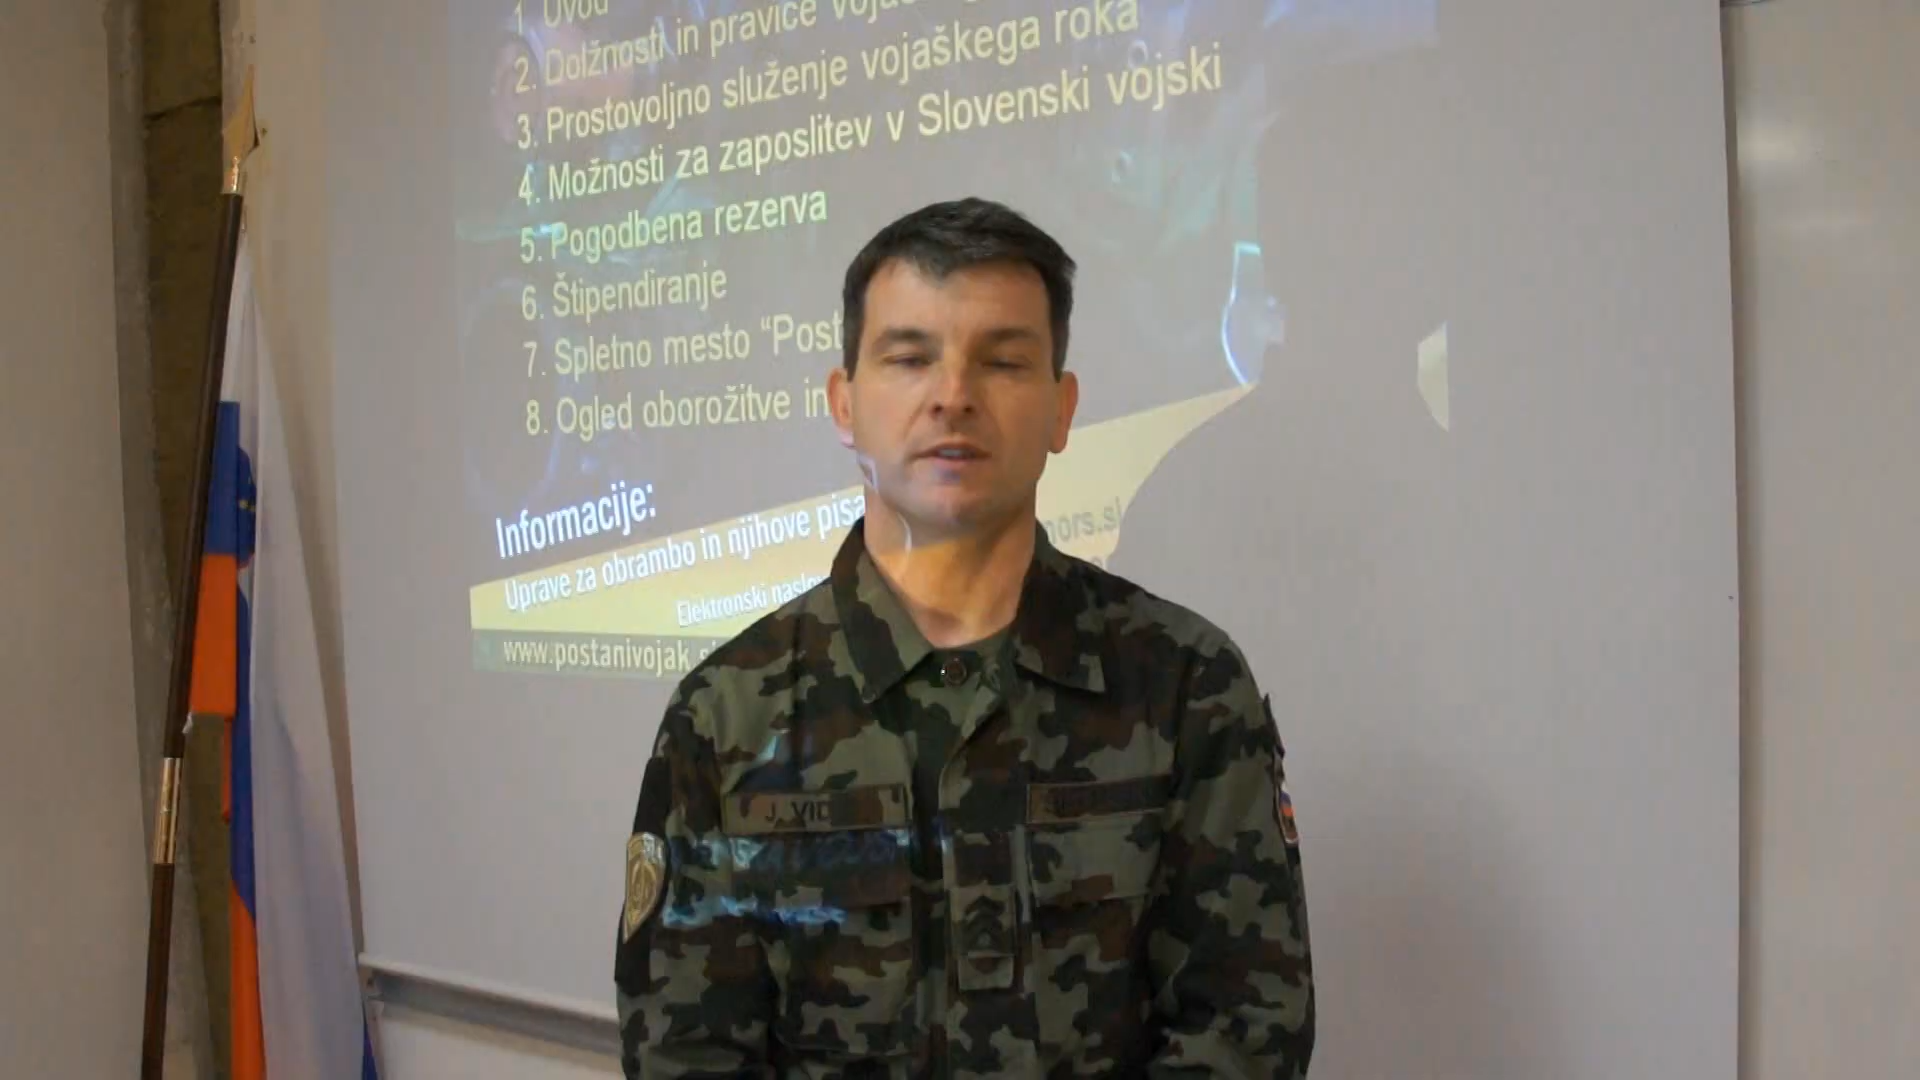 1. Uvod
2. Dolžnosti in pravice
3. Prostovoljno služenje vojaškega roka
4. Možnosti za zaposlitev v Slovenski vojski
5. Pogodbena rezerva
6. Štipendiranje
7. Spletno mesto “Post
8. Ogled oborožitve in
Informacije:
Uprave za obrambo in njihove pisa
mors.si
Elektronski naslov
www.postanivojak.si
J. VID